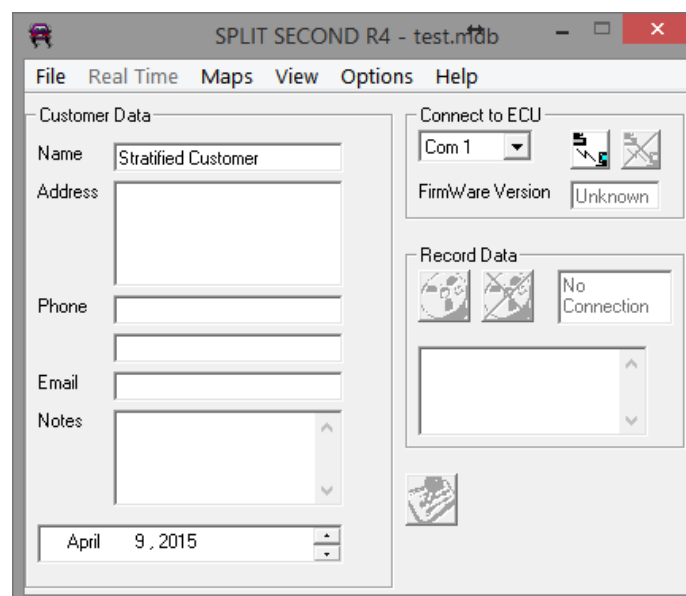 SPLIT SECOND R4 - test.mdb
File Real Time Maps View Options Help
Customer Data
Name Stratified Customer
Address
Phone
Email
Notes
April 9 , 2015
Connect to ECU
Com 1
FirmWare Version Unknown
Record Data
No
Connection